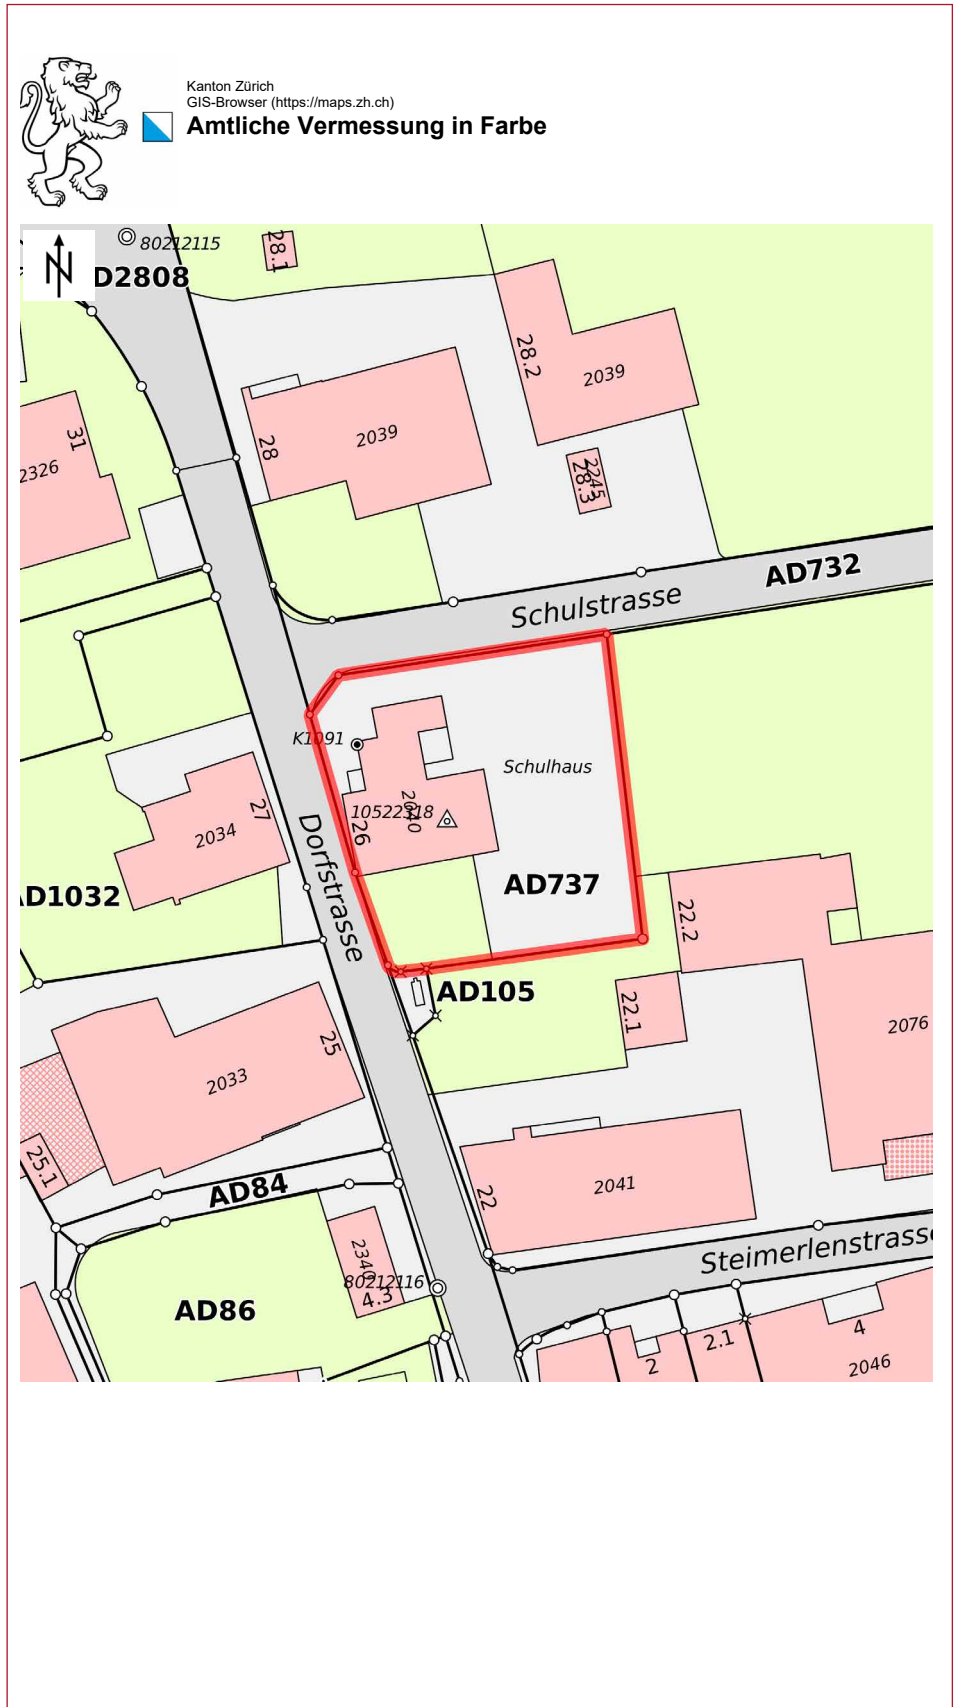 Kanton Zürich
GIS-Browser (https://maps.zh.ch)
Amtliche Vermessung in Farbe
N
80212115
D2808
28.1
28.2
2039
31
2326
28
2039
2245
28.3
AD732
Schulstrasse
K1091
Schulhaus
27
2034
10522318
2040
26
Dorfstrasse
AD737
AD1032
22.2
AD105
22.1
2076
25
2033
25.1
AD84
22
2041
Steimerlenstrasse
2340
80212116
4.3
AD86
2
2.1
4
2046